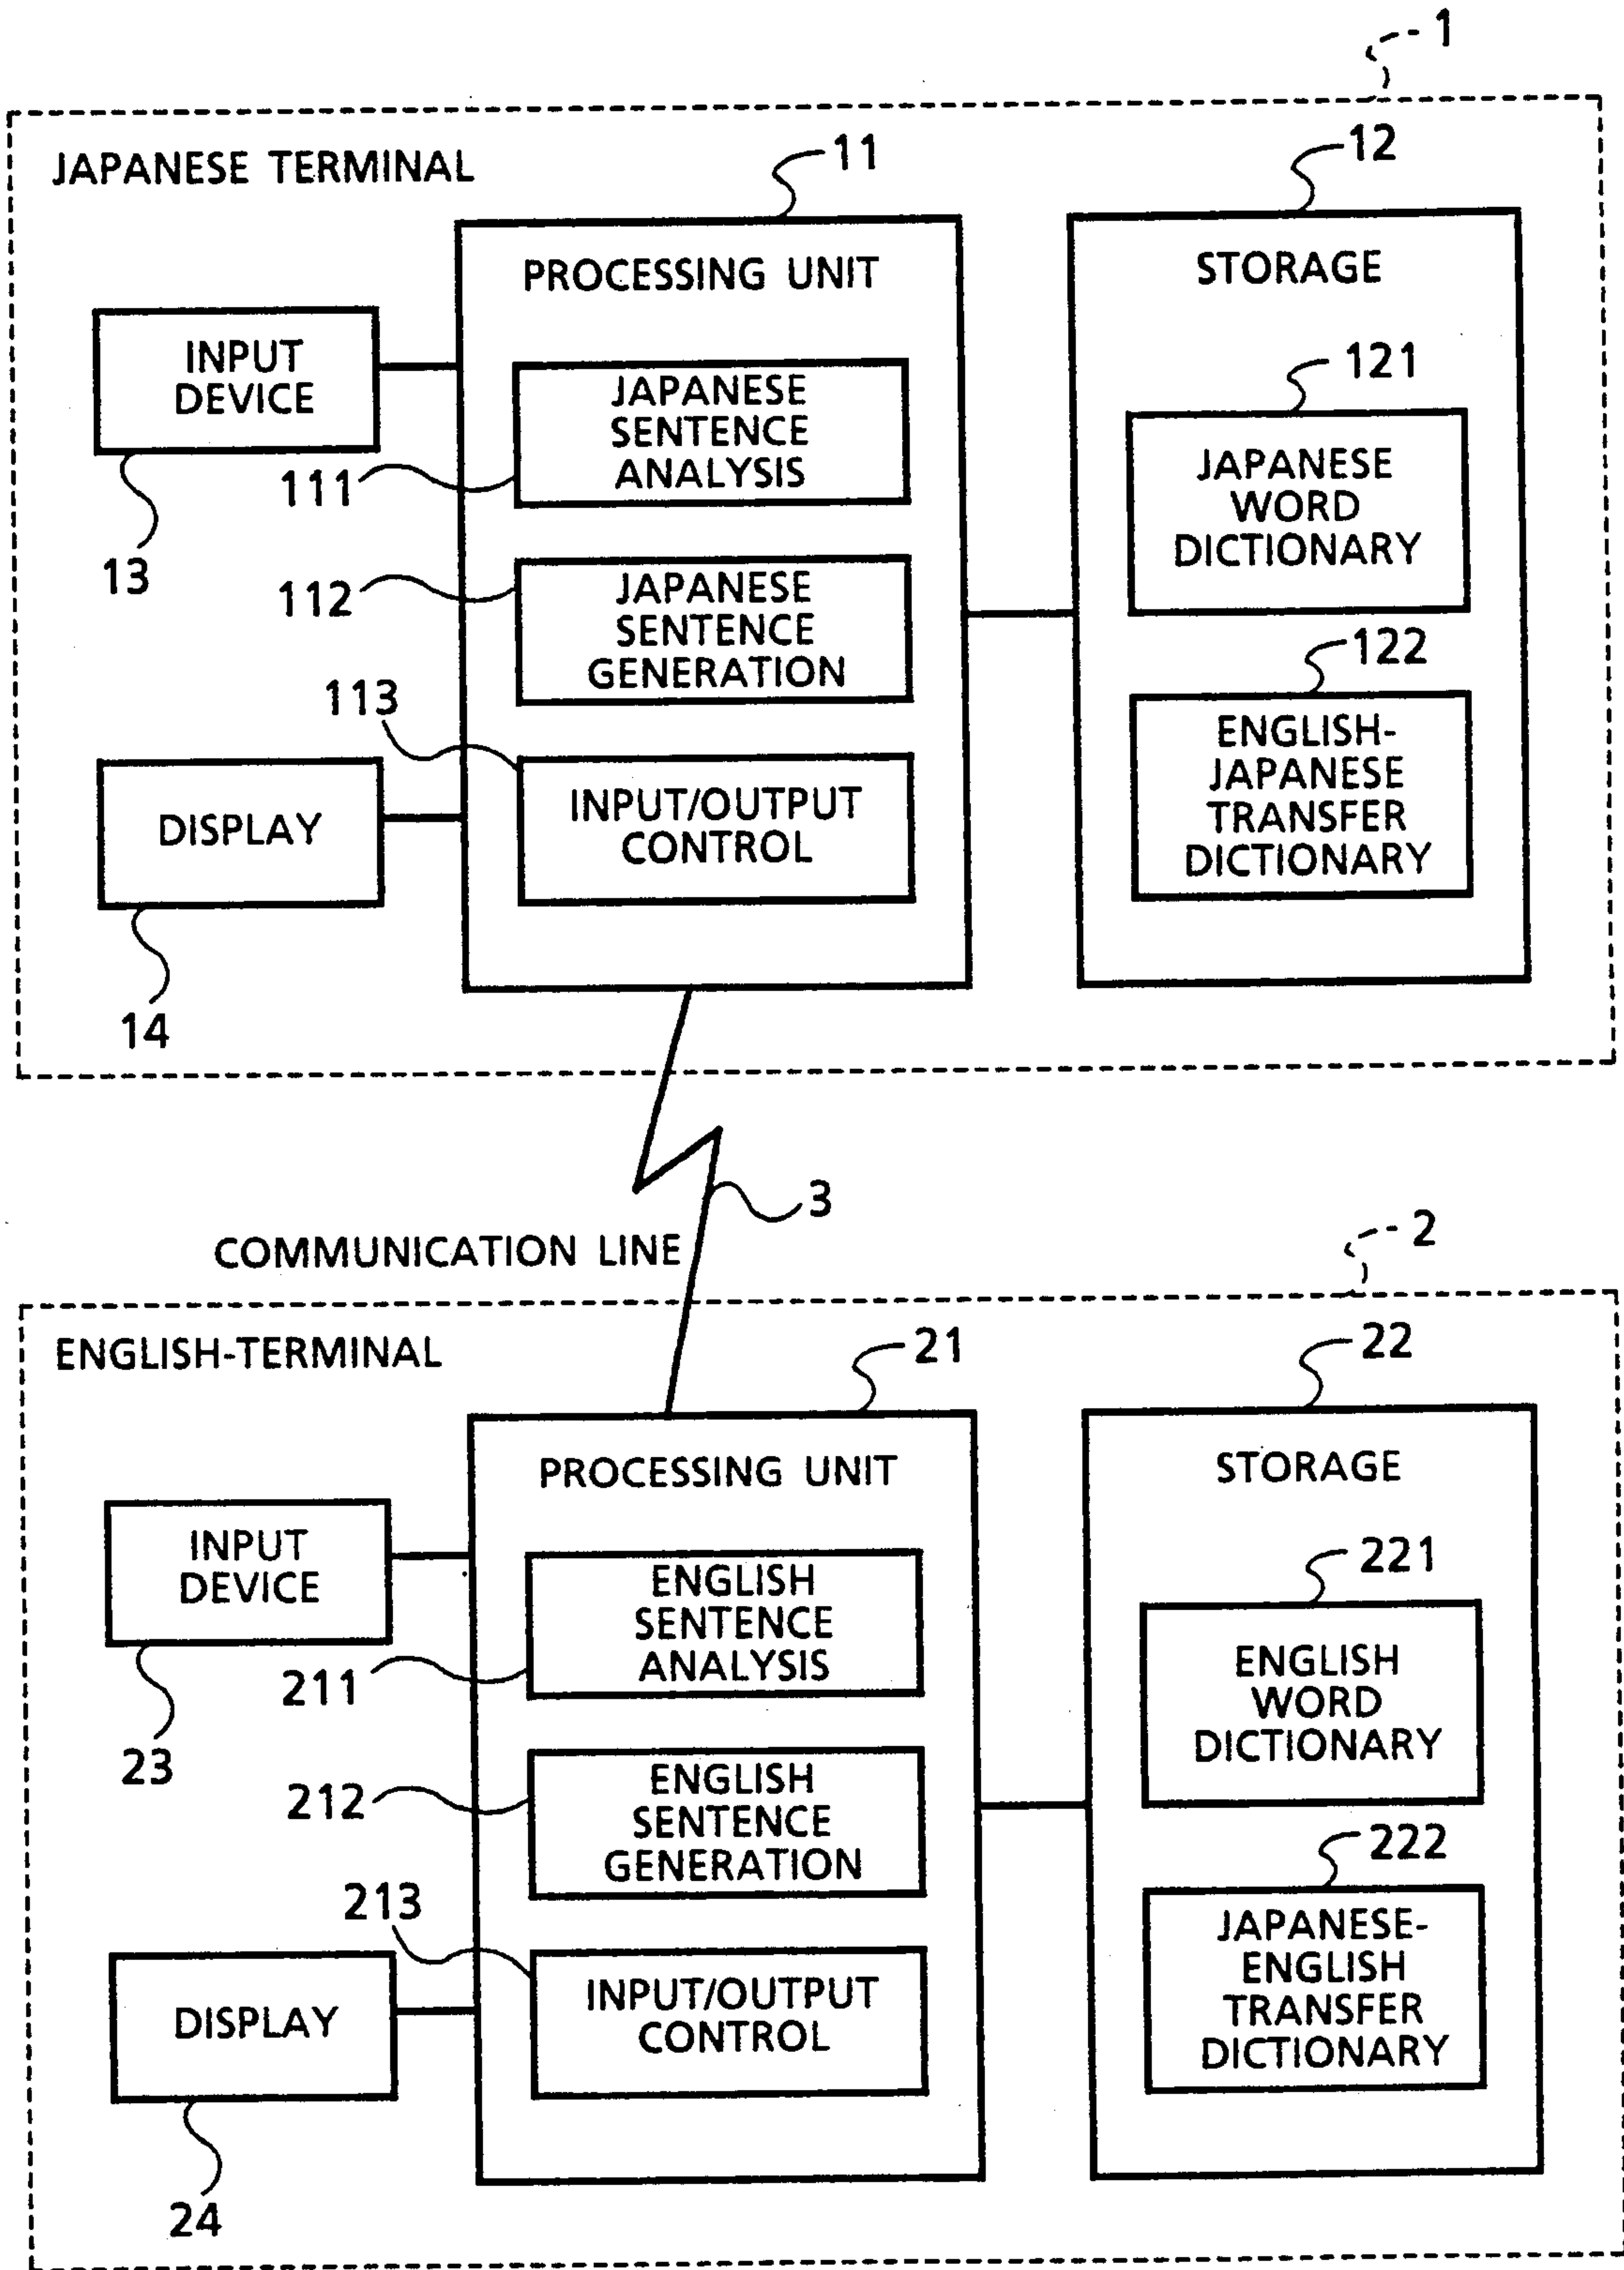 1
JAPANESE TERMINAL
11
12
PROCESSING UNIT
STORAGE
INPUT
DEVICE
13
JAPANESE
SENTENCE
ANALYSIS
111
121
JAPANESE
WORD
DICTIONARY
112
JAPANESE
SENTENCE
GENERATION
122
ENGLISH-
JAPANESE
TRANSFER
DICTIONARY
113
INPUT/OUTPUT
CONTROL
DISPLAY
14
3
COMMUNICATION LINE
2
ENGLISH-TERMINAL
21
22
PROCESSING UNIT
STORAGE
INPUT
DEVICE
23
ENGLISH
SENTENCE
ANALYSIS
211
221
ENGLISH
WORD
DICTIONARY
212
ENGLISH
SENTENCE
GENERATION
222
JAPANESE-
ENGLISH
TRANSFER
DICTIONARY
213
INPUT/OUTPUT
CONTROL
DISPLAY
24